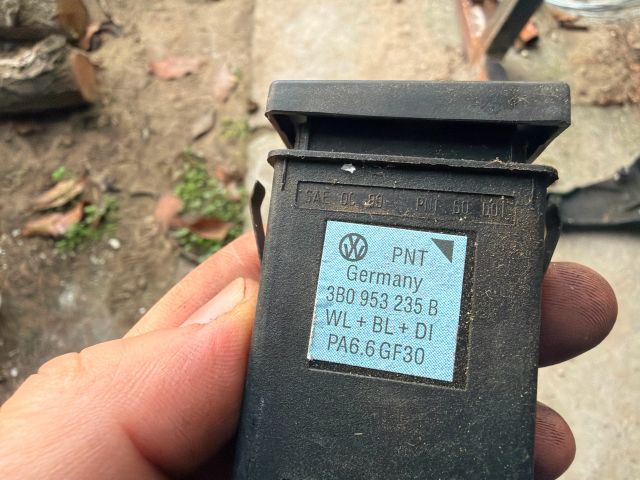 PNT
Germany
3B0 953 235 B
WL + BL + DI
PA6.6 GF30